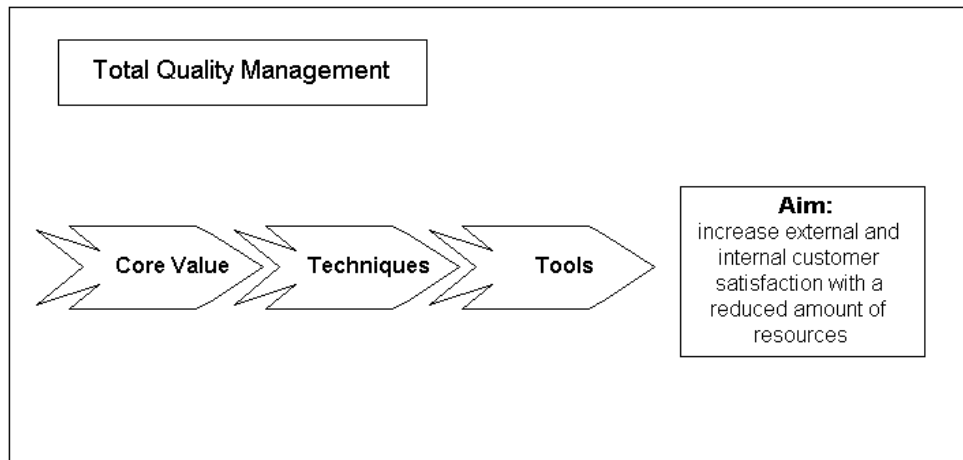 Total Quality Management
Core Value
Techniques
Tools
Aim:
increase external and
internal customer
satisfaction with a
reduced amount of
resources